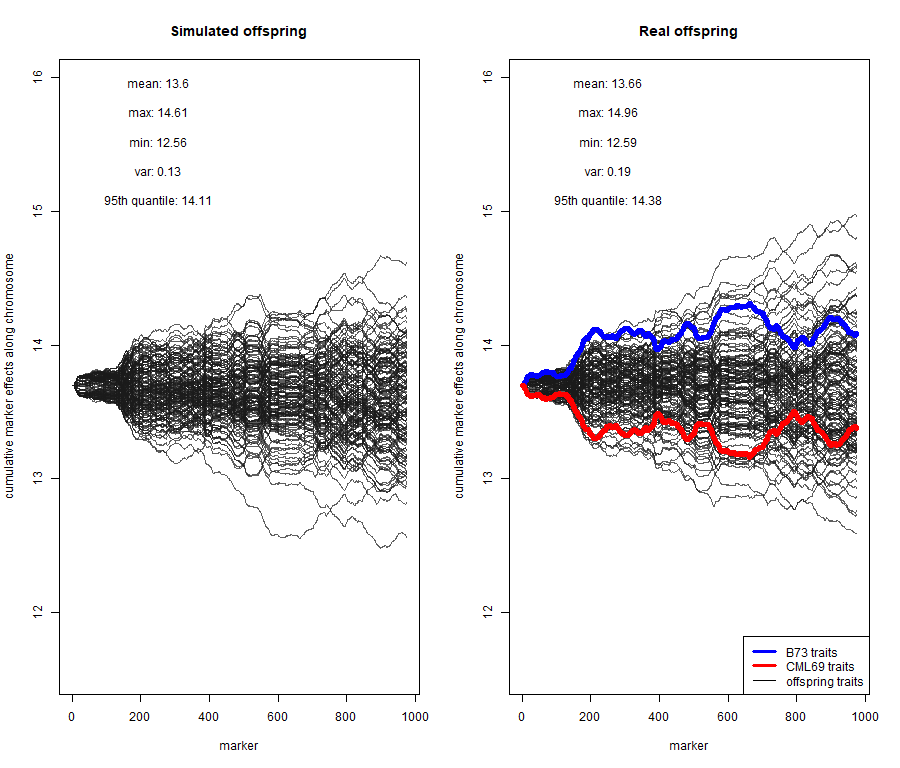 Simulated offspring
mean: 13.6
max: 14.61
min: 12.56
var: 0.13
95th quantile: 14.11
cumulative marker effects along chromosome
16
15
14
13
12
0 200 400 600 800 1000
marker
Real offspring
mean: 13.66
max: 14.96
min: 12.59
var: 0.19
95th quantile: 14.38
cumulative marker effects along chromosome
16
15
14
13
12
B73 traits
CML69 traits
offspring traits
0 200 400 600 800 1000
marker